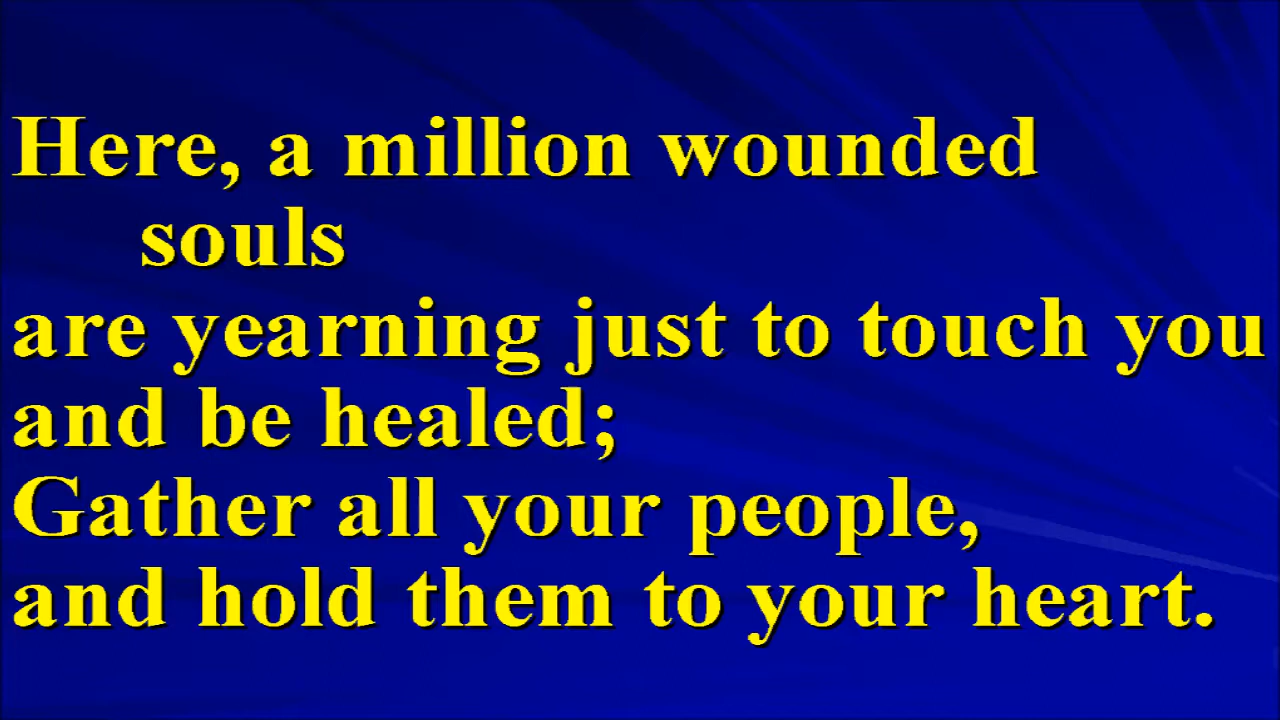 Here, a million wounded
souls
are yearning just to touch you
and be healed;
Gather all your people,
and hold them to your heart.